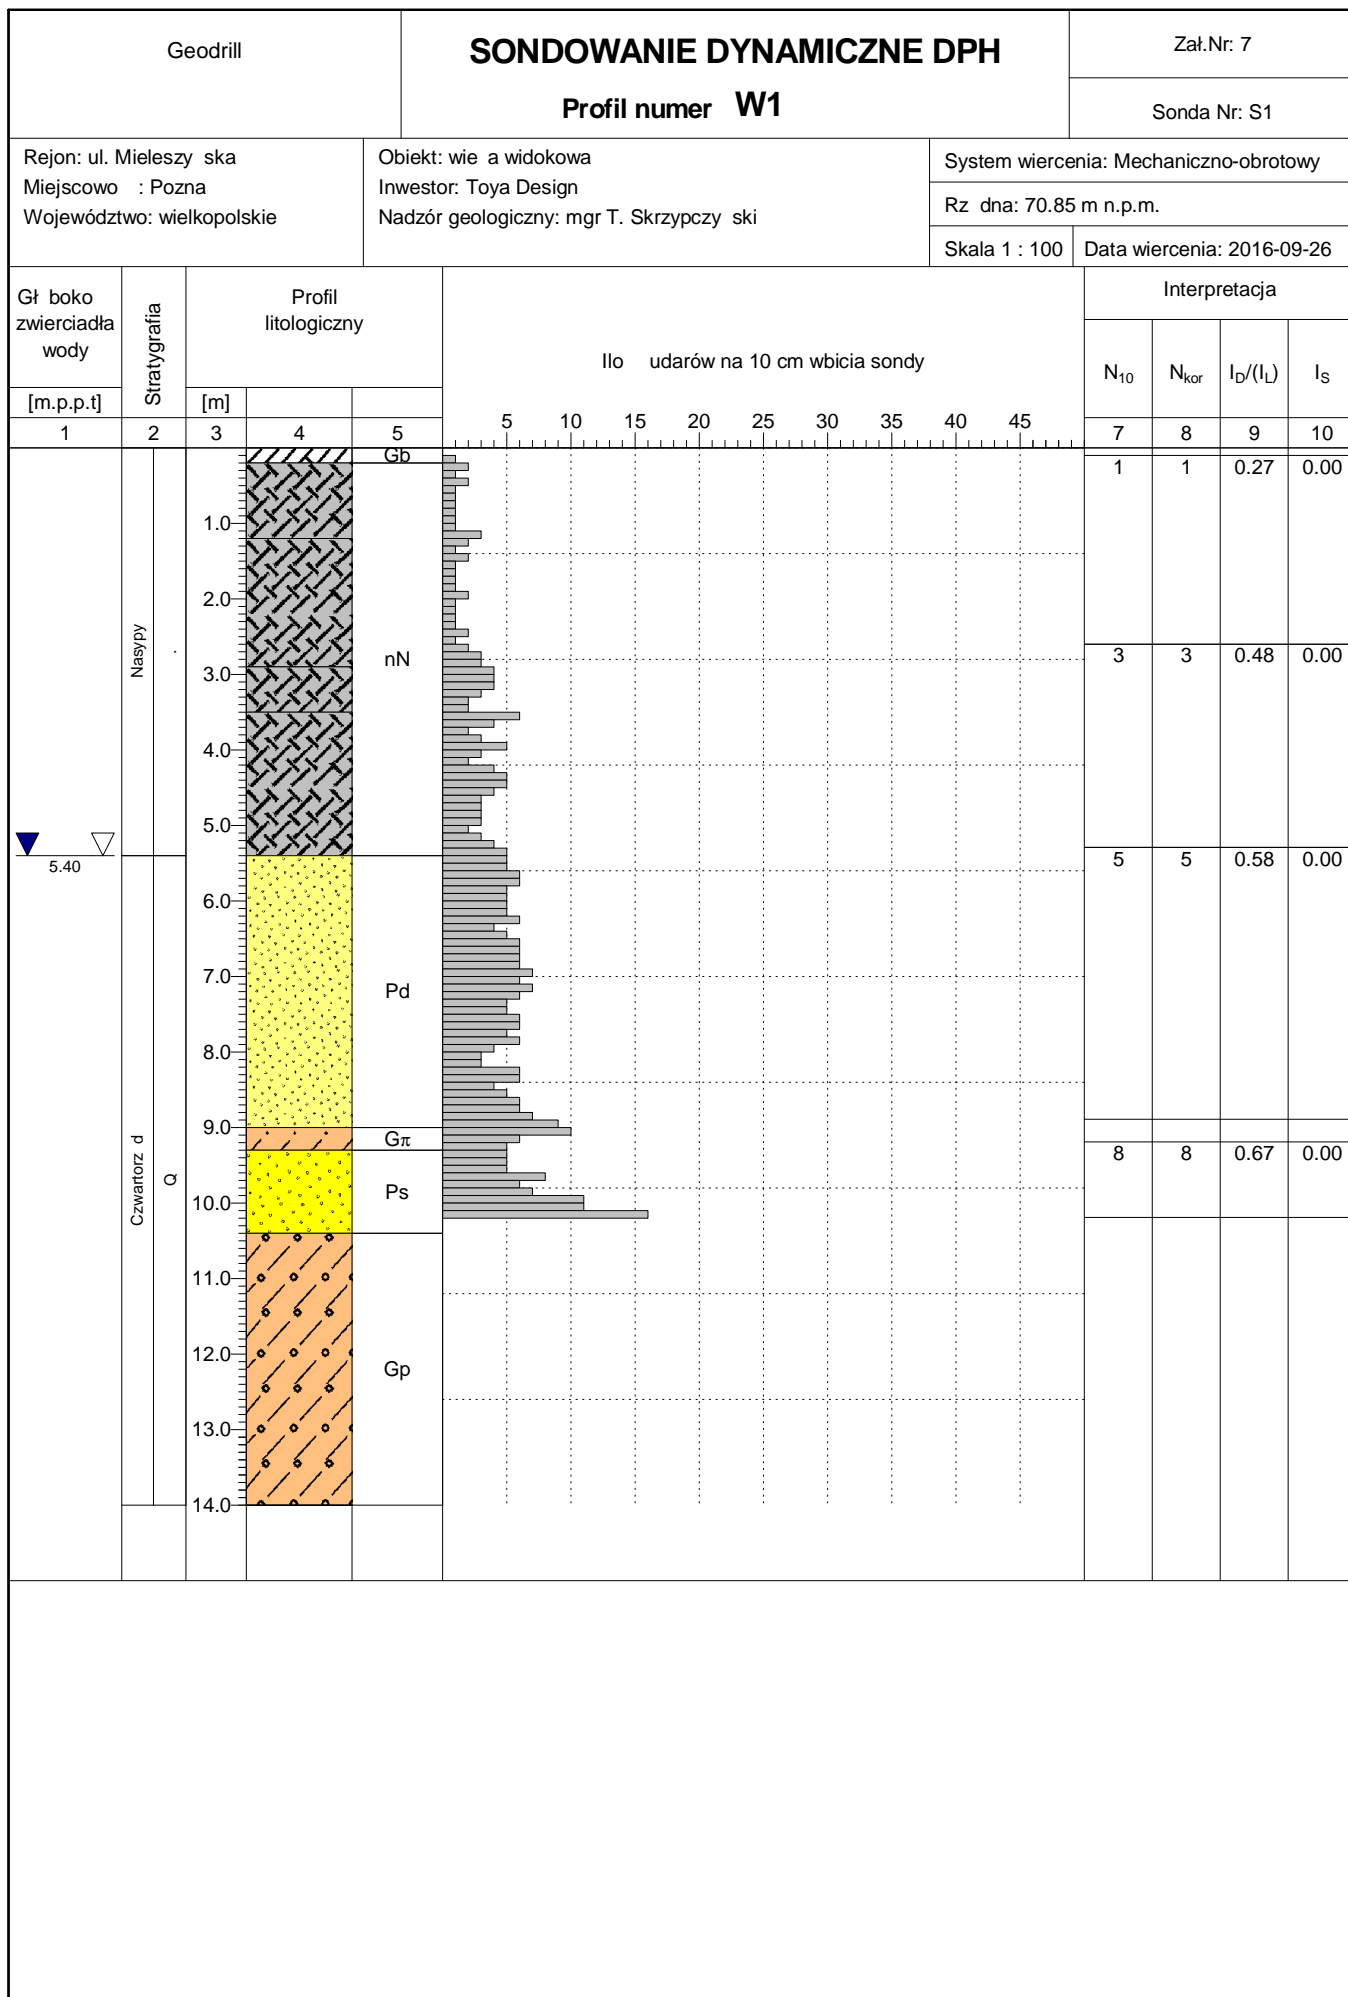 Geodrill
SONDOWANIE DYNAMICZNE DPH
Profil numer W1
Zał.Nr: 7
Sonda Nr: S1
Rejon: ul. Mieleszy ska
Miejscowo : Pozna
Województwo: wielkopolskie
Obiekt: wie a widokowa
Inwestor: Toya Design
Nadzór geologiczny: mgr T. Skrzypczy ski
System wiercenia: Mechaniczno-obrotowy
Rz dna: 70.85 m n.p.m.
Skala 1 : 100
Data wiercenia: 2016-09-26
Gł boko
zwierciadła
wody
[m.p.p.t]
Stratygrafia
Profil
litologiczny
[m]
Ilo udarów na 10 cm wbicia sondy
5 10 15 20 25 30 35 40 45
Interpretacja
N10 Nkor ID/(IL) IS
1 2 3 4 5 7 8 9 10
Gb
1 1 0.27 0.00
1.0
2.0
Nasypy
nN
3 3 0.48 0.00
3.0
4.0
5.0
5.40
5 5 0.58 0.00
6.0
7.0
Pd
8.0
9.0
Gπ
8 8 0.67 0.00
Czwartorz d
Q
Ps
10.0
11.0
12.0
Gp
13.0
14.0